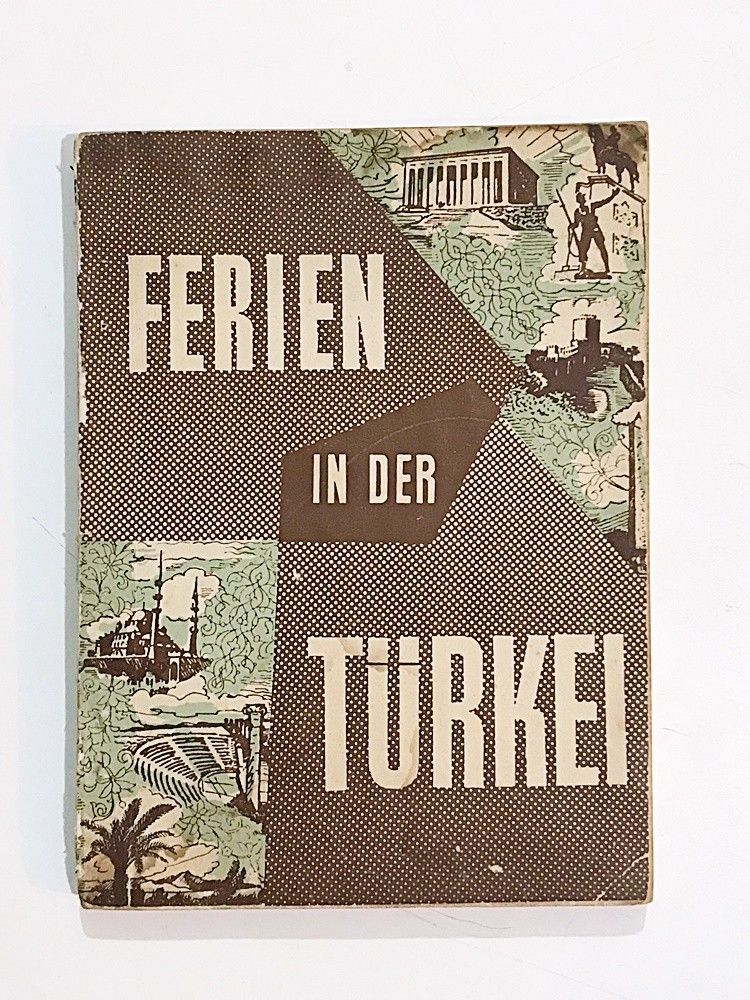 FERIEN
IN DER
TÜRKEI